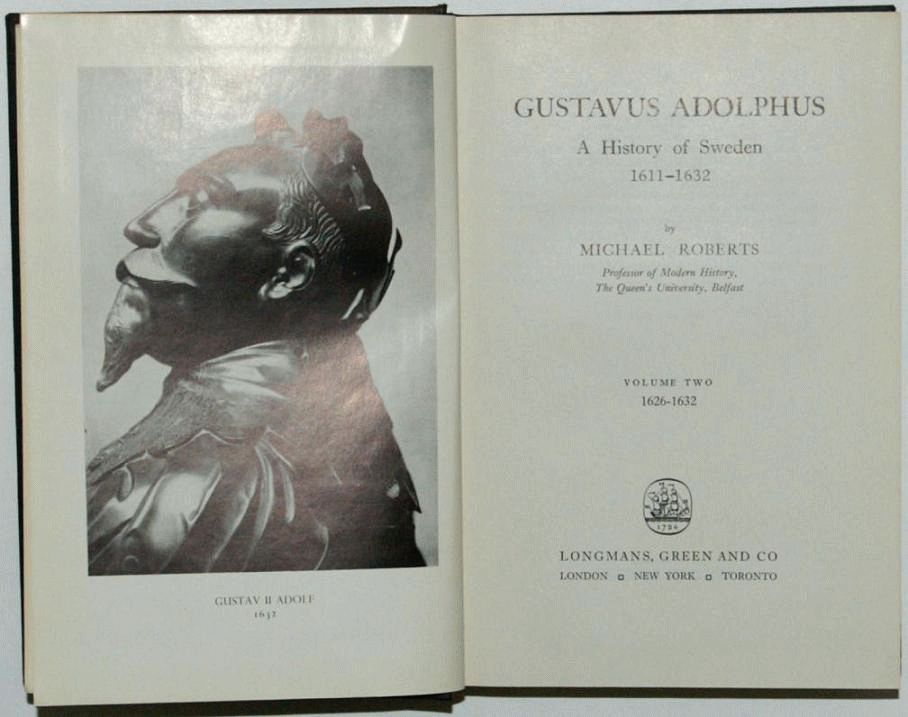 GUSTAV II ADOLF
1632
GUSTAVUS ADOLPHUS
A History of Sweden
1611–1632
by
MICHAEL ROBERTS
Professor of Modern History,
The Queen's University, Belfast
VOLUME TWO
1626-1632
1724
LONGMANS, GREEN AND CO
LONDON ◻ NEW YORK ◻ TORONTO